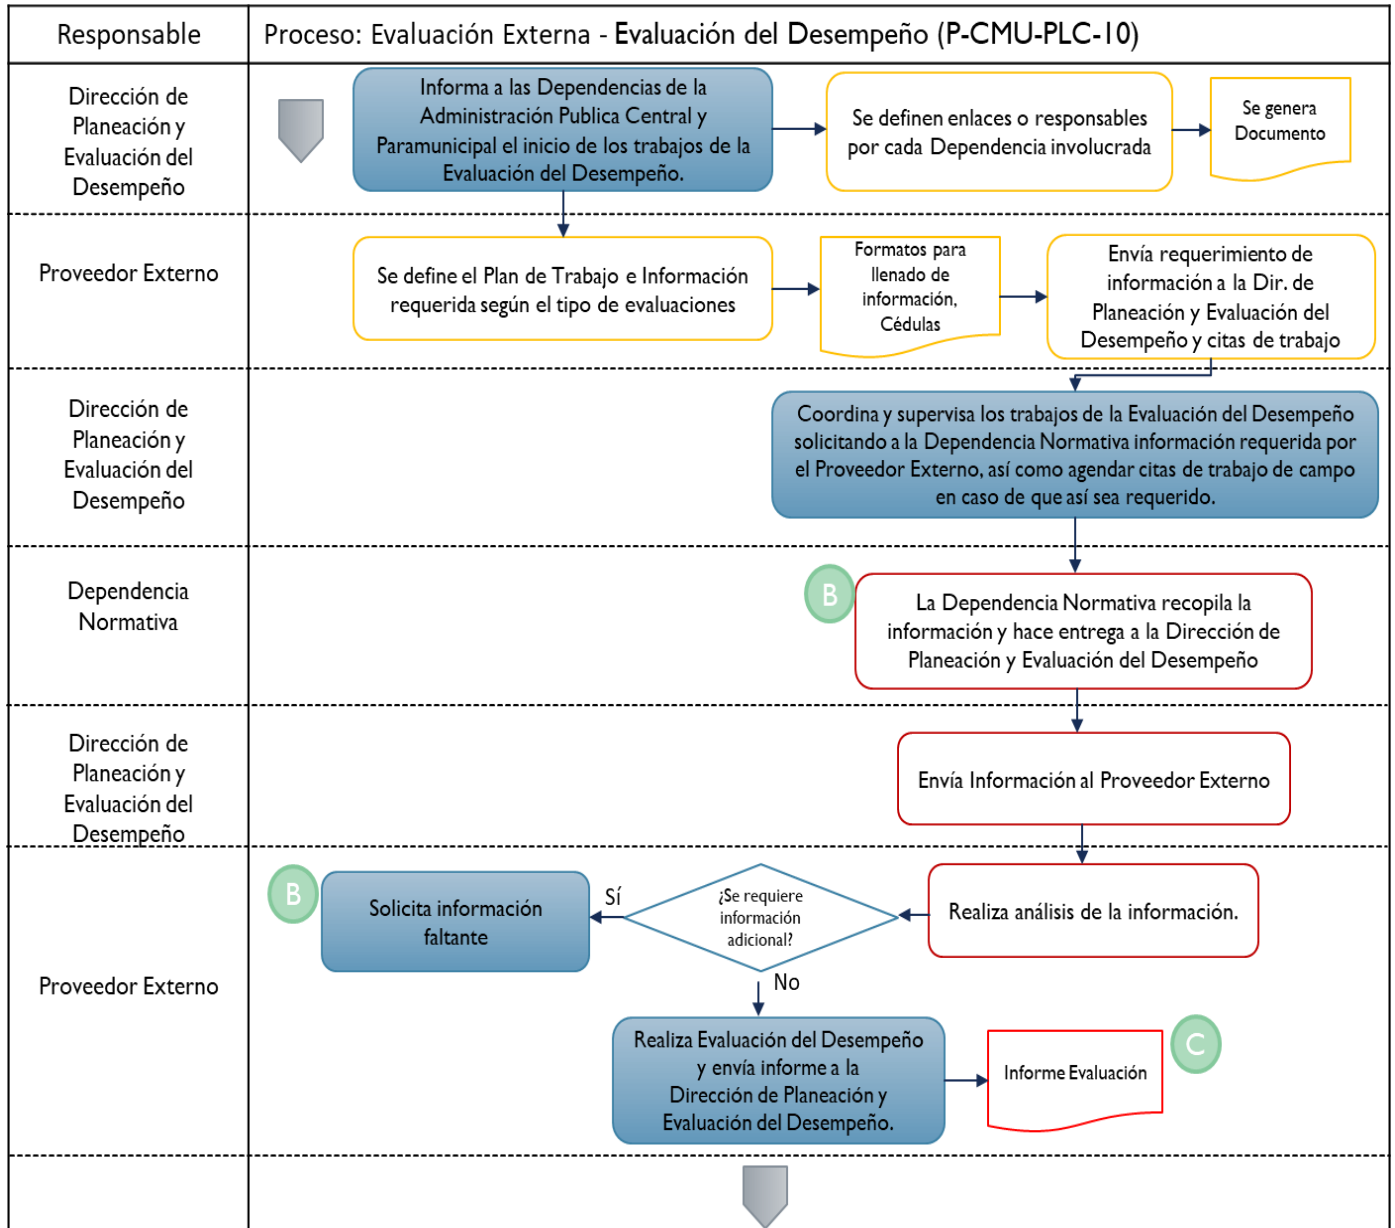 Responsable
Proceso: Evaluación Externa - Evaluación del Desempeño (P-CMU-PLC-10)
Dirección de
Planeación y
Evaluación del
Desempeño
Informa a las Dependencias de la
Administración Publica Central y
Paramunicipal el inicio de los trabajos de la
Evaluación del Desempeño.
Se definen enlaces o responsables
por cada Dependencia involucrada
Se genera
Documento
Proveedor Externo
Se define el Plan de Trabajo e Información
requerida según el tipo de evaluaciones
Formatos para
llenado de
información,
Cédulas
Envía requerimiento de
información a la Dir. de
Planeación y Evaluación del
Desempeño y citas de trabajo
Dirección de
Planeación y
Evaluación del
Desempeño
Coordina y supervisa los trabajos de la Evaluación del Desempeño
solicitando a la Dependencia Normativa información requerida por
el Proveedor Externo, así como agendar citas de trabajo de campo
en caso de que así sea requerido.
Dependencia
Normativa
B
La Dependencia Normativa recopila la
información y hace entrega a la Dirección de
Planeación y Evaluación del Desempeño
Dirección de
Planeación y
Evaluación del
Desempeño
Envía Información al Proveedor Externo
Proveedor Externo
B
Solicita información
faltante
Sí
¿Se requiere
información
adicional?
Realiza análisis de la información.
No
Realiza Evaluación del Desempeño
y envía informe a la
Dirección de Planeación y
Evaluación del Desempeño.
Informe Evaluación
C